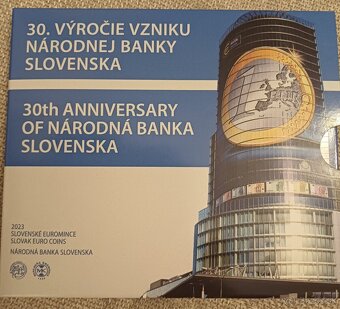 30. VÝROČIE VZNIKU
NÁRODNEJ BANKY
SLOVENSKA
30th ANNIVERSARY
OF NÁRODNÁ BANKA
SLOVENSKA
2023
SLOVENSKÉ EUROMINCE
SLOVAK EURO COINS
NÁRODNÁ BANKA SLOVENSKA